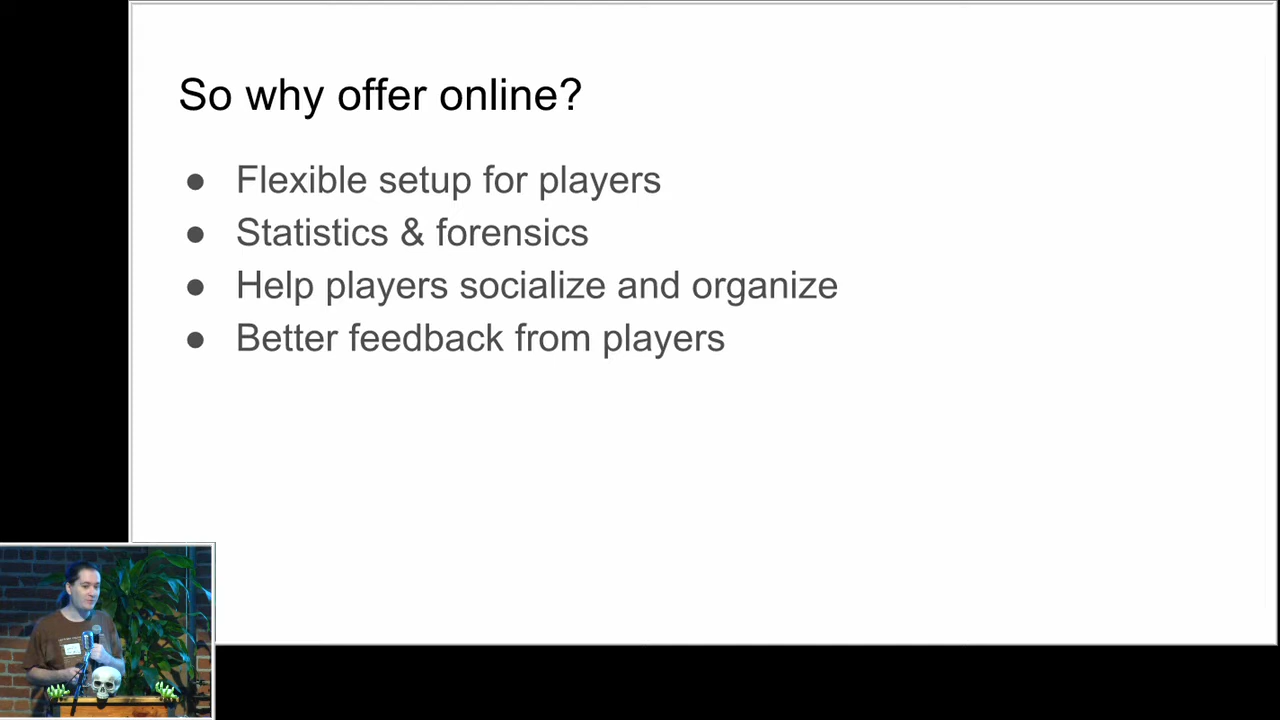 So why offer online?
● Flexible setup for players
● Statistics & forensics
● Help players socialize and organize
● Better feedback from players